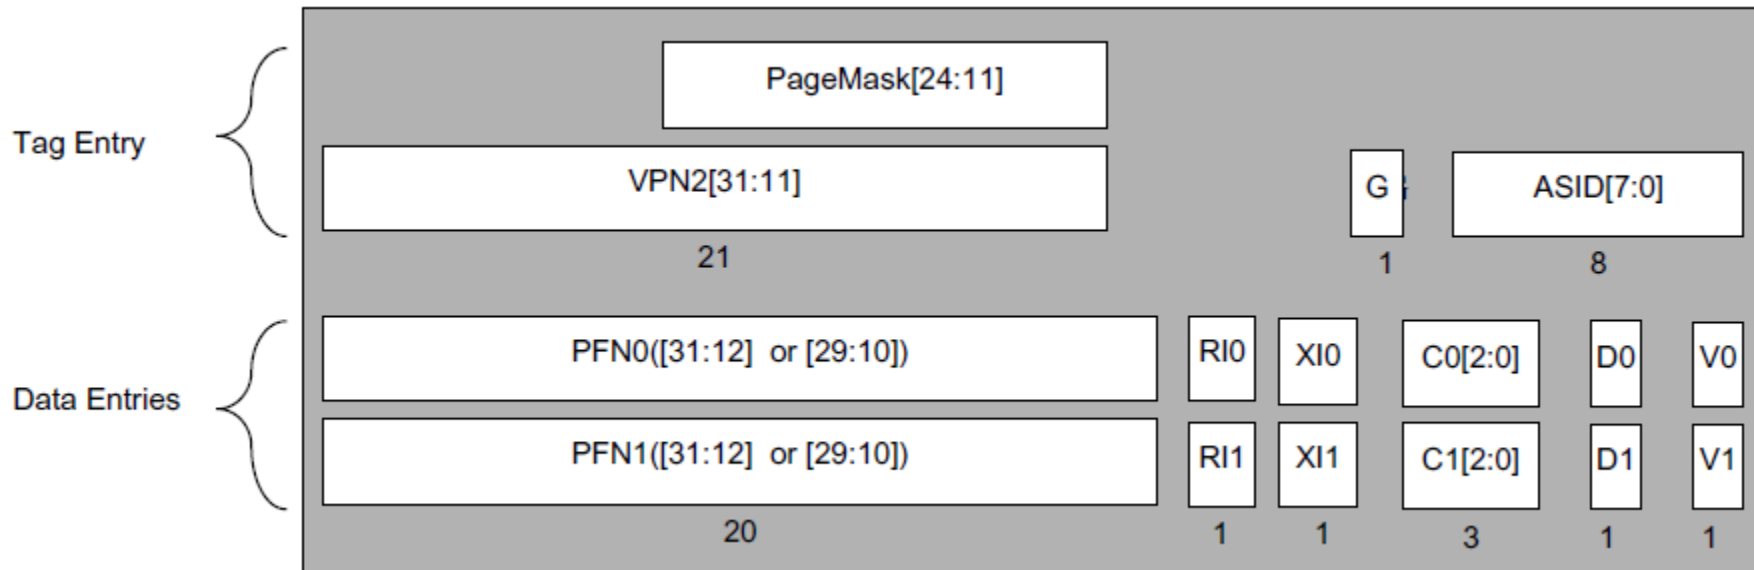 PageMask[24:11]
Tag Entry
VPN2[31:11] G ASID[7:0]
21 1 8
PFN0([31:12] or [29:10]) RI0 XI0 C0[2:0] D0 V0
Data Entries
PFN1([31:12] or [29:10]) RI1 XI1 C1[2:0] D1 V1
20 1 1 3 1 1